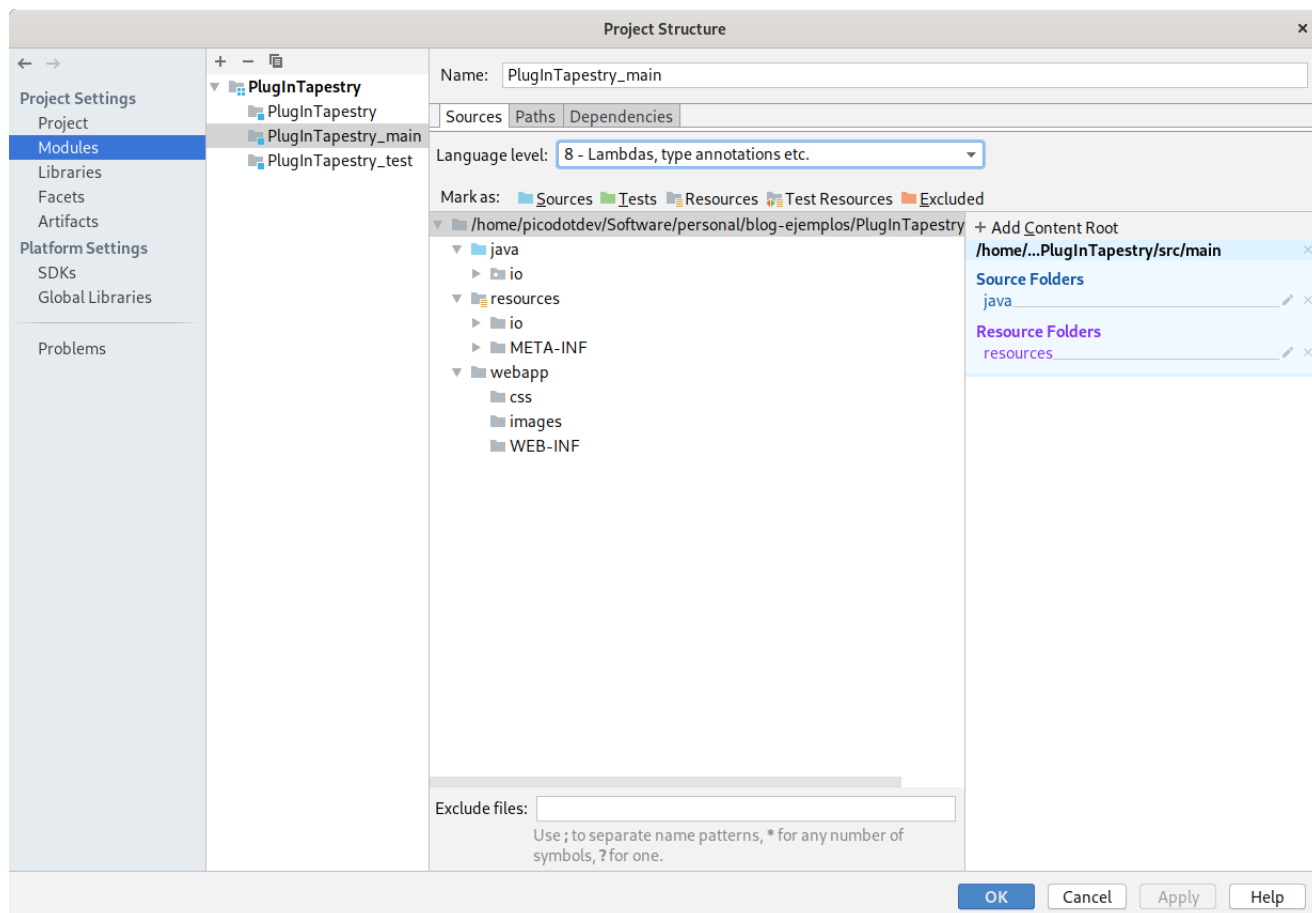 Project Structure
Project Settings
Project
Modules
Libraries
Facets
Artifacts
Platform Settings
SDKs
Global Libraries
Problems
PlugInTapestry
PlugInTapestry
PlugInTapestry_main
PlugInTapestry_test
Name: PlugInTapestry_main
Sources Paths Dependencies
Language level: 8 - Lambdas, type annotations etc.
Mark as: Sources Tests Resources Test Resources Excluded
/home/picodotdev/Software/personal/blog-ejemplos/PlugInTapestry
java
io
resources
io
META-INF
webapp
css
images
WEB-INF
+ Add Content Root
/home/...PlugInTapestry/src/main
Source Folders
java
Resource Folders
resources
Exclude files:
Use ; to separate name patterns, * for any number of
symbols, ? for one.
OK Cancel Apply Help